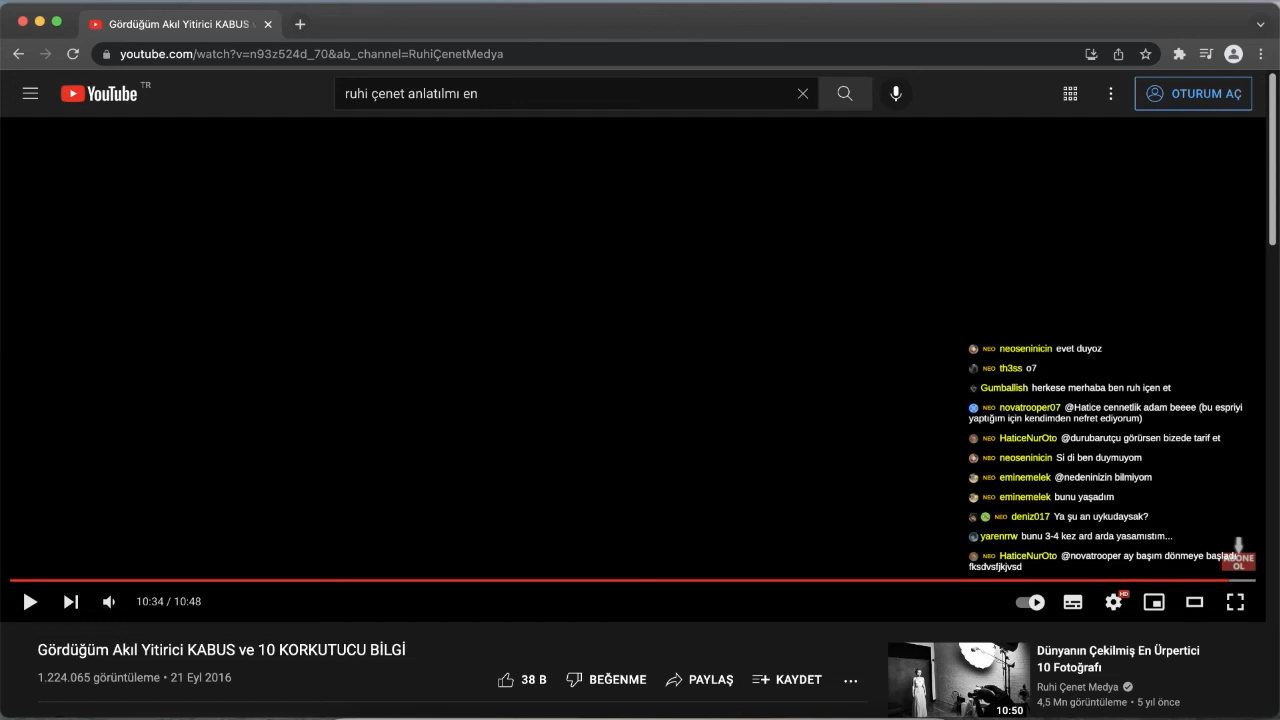 Gördüğüm Akıl Yitirici KABUS v
youtube.com/watch?v=n93z524d_70&ab_channel=RuhiÇenetMedya
YouTube TR
ruhi çenet anlatılmı en
OTURUM AÇ
NEO neoseninicin evet duyoz
NEO th3ss o7
Gumballish herkese merhaba ben ruh içen et
NEO novatrooper07 @Hatice cennetlik adam beeee (bu espriyi
yaptığım için kendimden nefret ediyorum)
NEO HaticeNurOto @durubarutçu görürsen bizede tarif et
NEO neoseninicin Si di ben duymuyom
NEO eminemelek @nedeninizin bilmiyom
NEO eminemelek bunu yaşadım
NEO deniz017 Ya şu an uykudaysak?
yarenrrw bunu 3-4 kez ard arda yasamıstım...
NEO HaticeNurOto @novatrooper ay başım dönmeye başladı
fksdvsfjkjvsd
ABONE
OL
10:34 / 10:48
HD
Gördüğüm Akıl Yitirici KABUS ve 10 KORKUTUCU BİLGİ
1.224.065 görüntüleme • 21 Eyl 2016
38 B
BEĞENME
PAYLAŞ
KAYDET
10:50
Dünyanın Çekilmiş En Ürpertici
10 Fotoğrafı
Ruhi Çenet Medya
4,5 Mn görüntüleme • 5 yıl önce